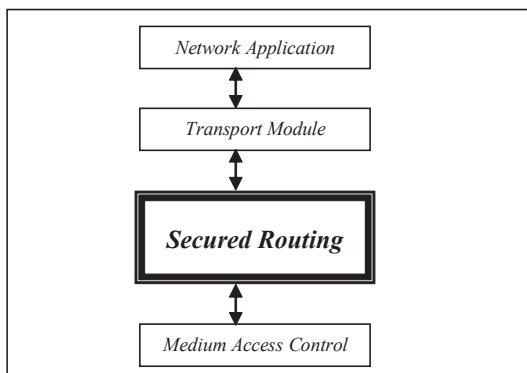 Network Application
Transport Module
Secured Routing
Medium Access Control